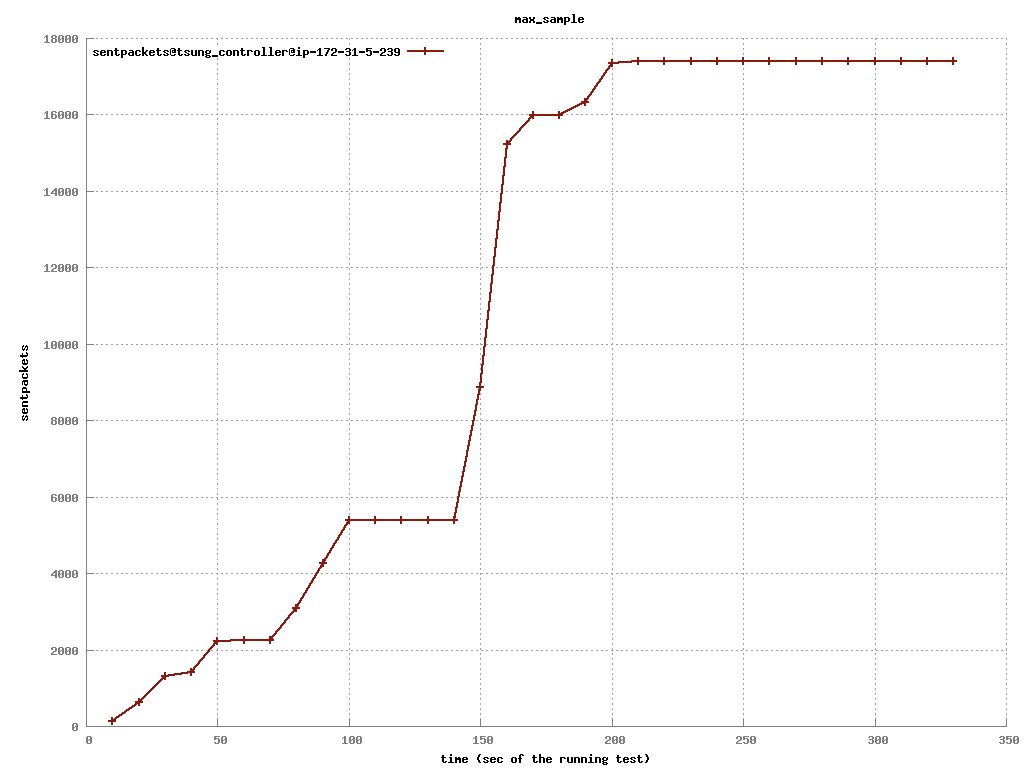 max_sample
sentpackets@tsung_controller@ip-172-31-5-239
18000
16000
14000
12000
10000
8000
6000
4000
2000
0
sentpackets
0 50 100 150 200 250 300 350
time (sec of the running test)